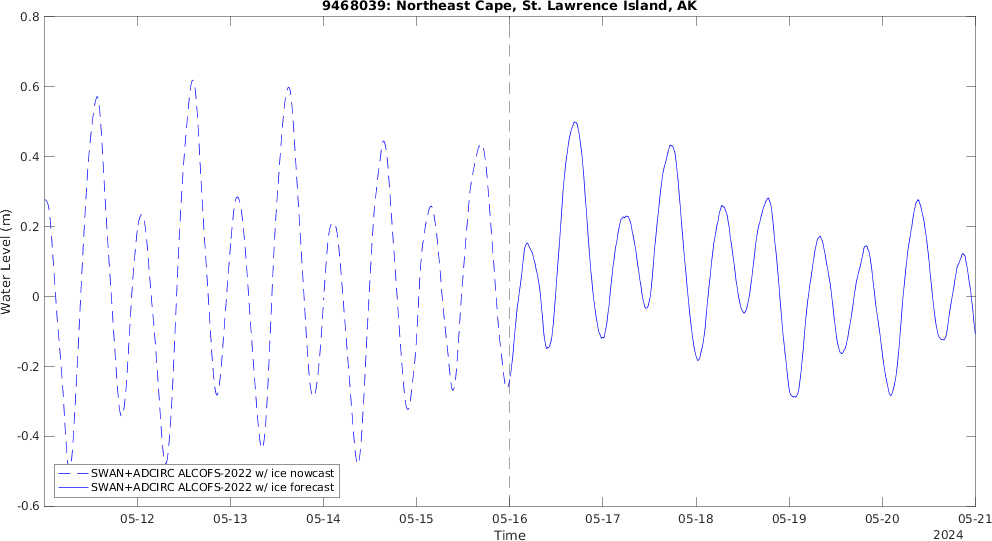 9468039: Northeast Cape, St. Lawrence Island, AK
0.8
0.6
0.4
0.2
0
-0.2
-0.4
-0.6
Water Level (m)
SWAN+ADCIRC ALCOFS-2022 w/ ice nowcast
SWAN+ADCIRC ALCOFS-2022 w/ ice forecast
05-12 05-13 05-14 05-15 05-16 05-17 05-18 05-19 05-20 05-21
Time
2024